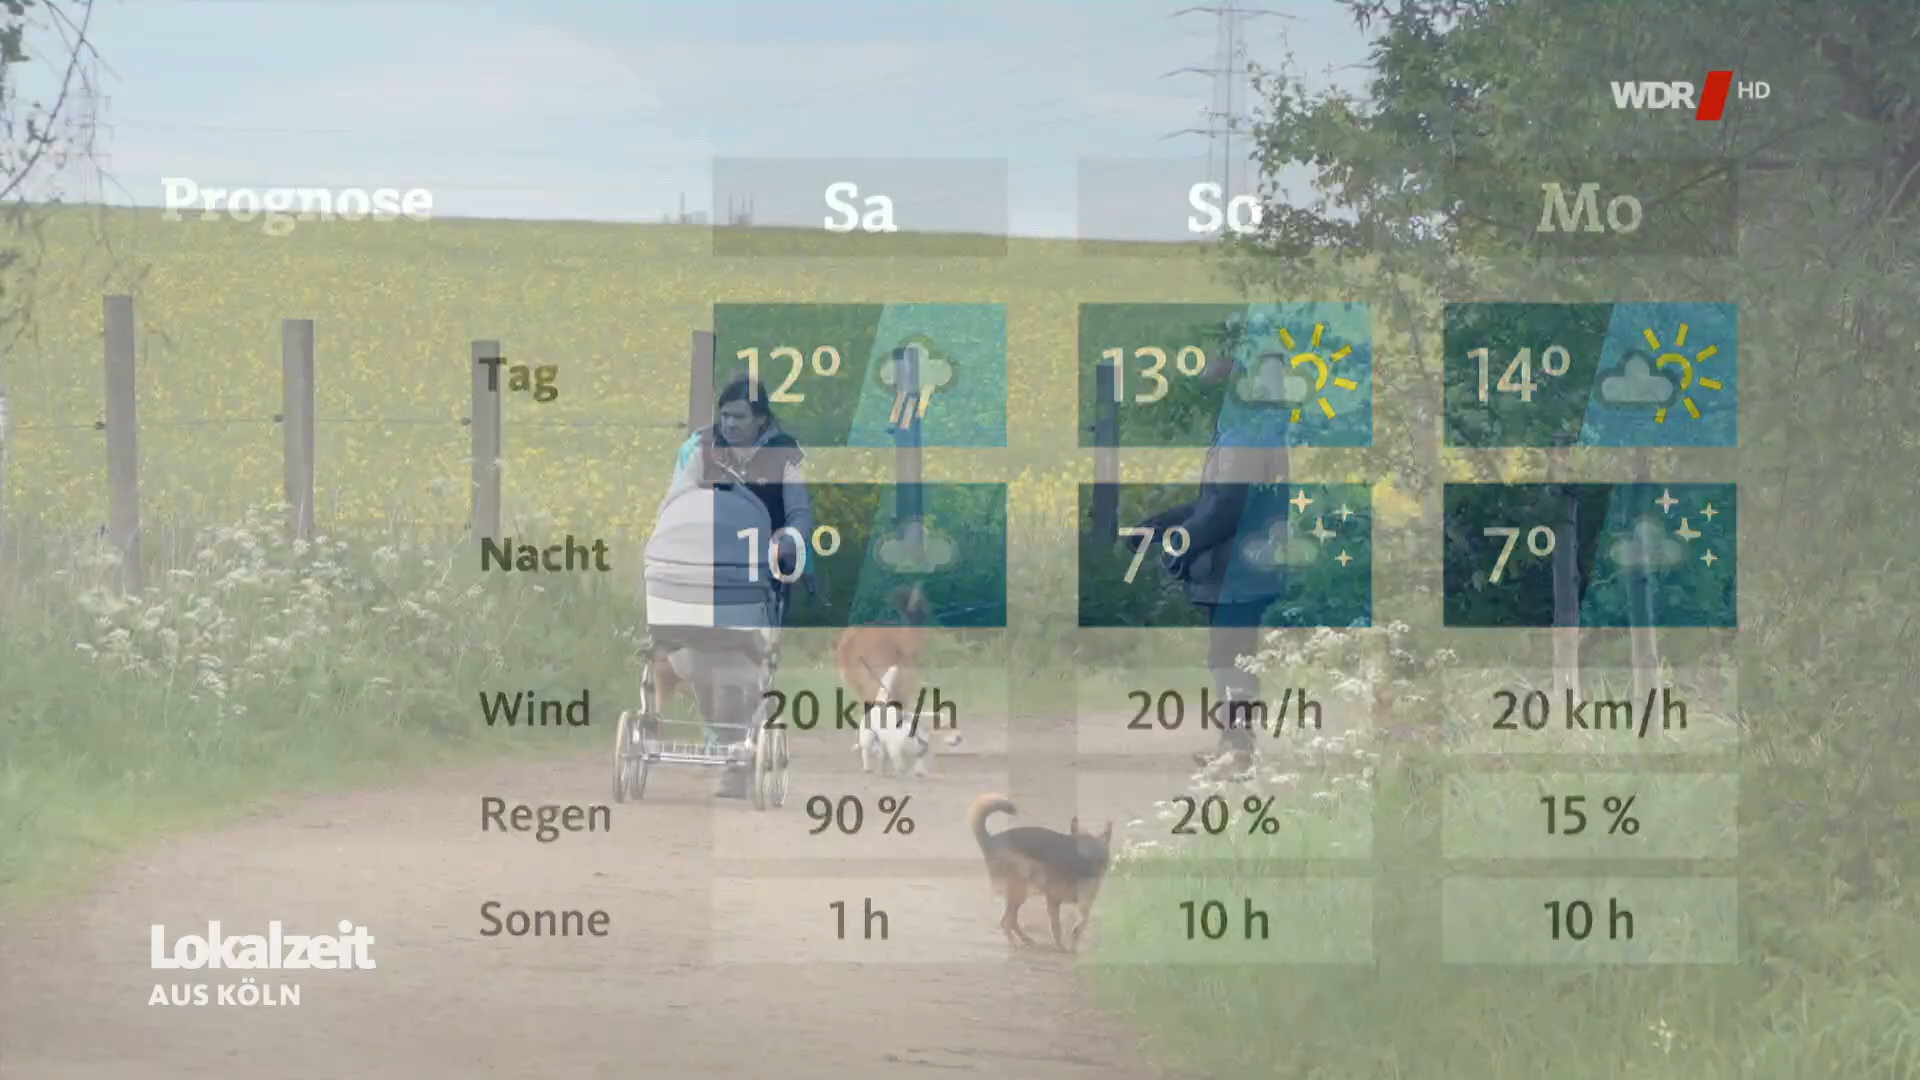 WDR HD
Prognose Sa So Mo
Tag 12° 13° 14°
Nacht 10° 7° 7°
Wind 20 km/h 20 km/h 20 km/h
Regen 90 % 20 % 15 %
Sonne 1 h 10 h 10 h
Lokalzeit
AUS KÖLN